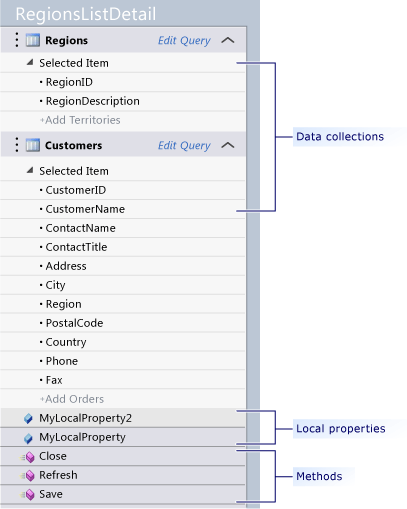 RegionsListDetail
Regions Edit Query
Selected Item
• RegionID
• RegionDescription
+Add Territories
Customers Edit Query
Selected Item
• CustomerID
• CustomerName
• ContactName
• ContactTitle
• Address
• City
• Region
• PostalCode
• Country
• Phone
• Fax
+Add Orders
MyLocalProperty2
MyLocalProperty
Close
Refresh
Save
Data collections
Local properties
Methods